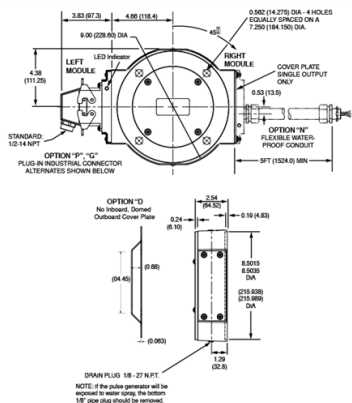 3.83 (97.3)
4.66 (118.4)
0.562 (14.275) DIA - 4 HOLES
EQUALLY SPACED ON A
7.250 (184.150) DIA.
9.00 (228.60) DIA
45
LED Indicator
LEFT
MODULE
RIGHT
MODULE
COVER PLATE
SINGLE OUTPUT
ONLY
4.38
(111.25)
0.53 (13.5)
STANDARD:
1/2-14 NPT
OPTION "N"
FLEXIBLE WATER-
PROOF CONDUIT
OPTION "P", "G"
PLUG-IN INDUSTRIAL CONNECTOR
ALTERNATES SHOWN BELOW
5FT (1524.0) MIN
OPTION "D
No Inboard, Domed
Outboard Cover Plate
2.54
(64.52)
0.24
(6.10)
0.19 (4.83)
(0.68)
(04.45)
8.5015
8.5035
DIA
(215.938)
(215.989)
DIA
(0.063)
1.29
(32.8)
DRAIN PLUG 1/8 - 27 N.P.T.
NOTE: If the pulse generator will be
exposed to water spray, the bottom
1/8" pipe plug should be removed.